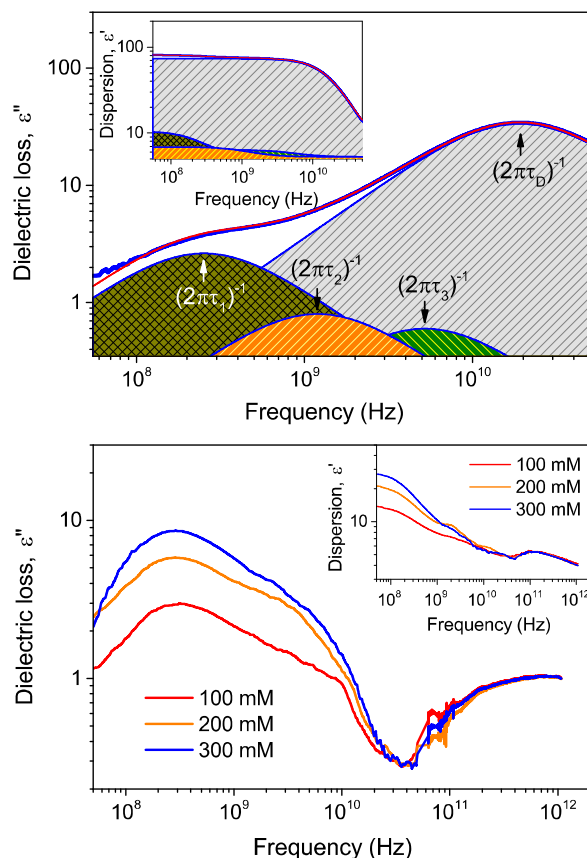 100
10
1
Dielectric loss, ε"
100
10
Dispersion, ε'
10⁸ 10⁹ 10¹⁰
Frequency (Hz)
(2πτ_D)⁻¹
(2πτ₁)⁻¹
(2πτ₂)⁻¹
(2πτ₃)⁻¹
10⁸ 10⁹ 10¹⁰
Frequency (Hz)
10
1
Dielectric loss, ε"
Dispersion, ε'
10
100 mM
200 mM
300 mM
10⁸ 10⁹ 10¹⁰ 10¹¹ 10¹²
Frequency (Hz)
100 mM
200 mM
300 mM
10⁸ 10⁹ 10¹⁰ 10¹¹ 10¹²
Frequency (Hz)